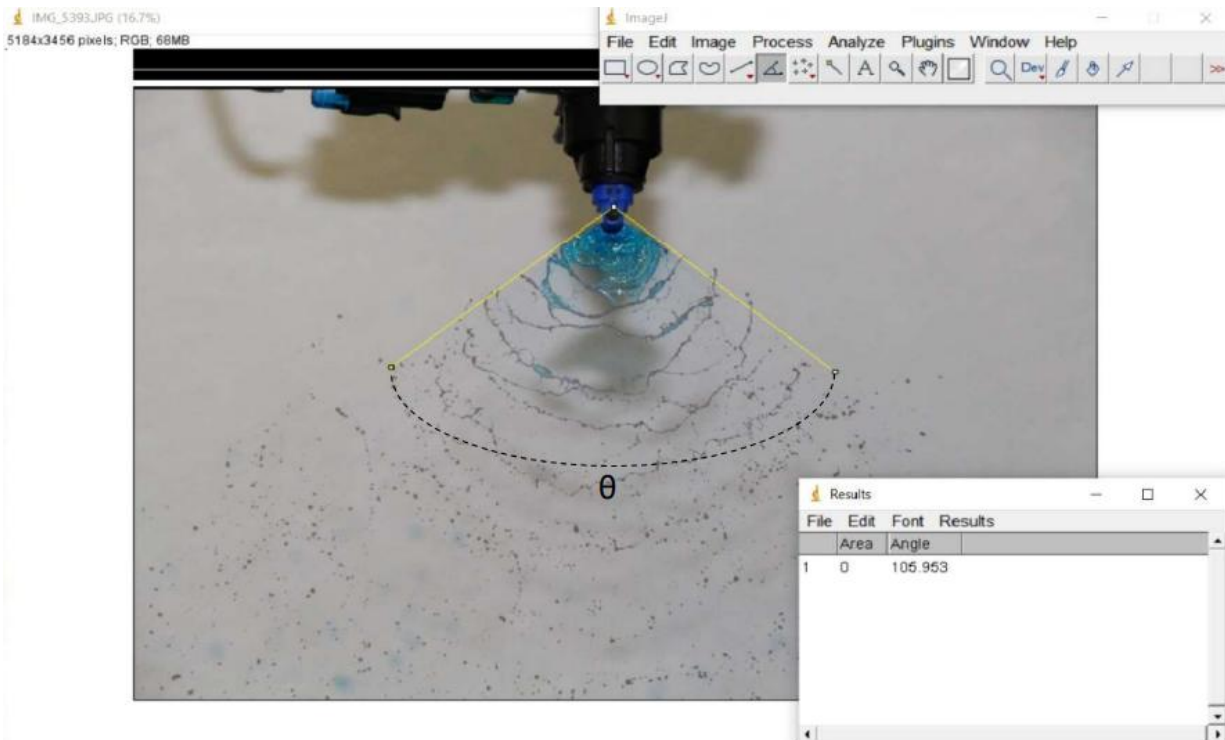 IMG_5393.JPG (16.7%)
5184x3456 pixels; RGB; 68MB
ImageJ
File Edit Image Process Analyze Plugins Window Help
A Dev >>
θ
Results
File Edit Font Results
Area Angle
1 0 105.953